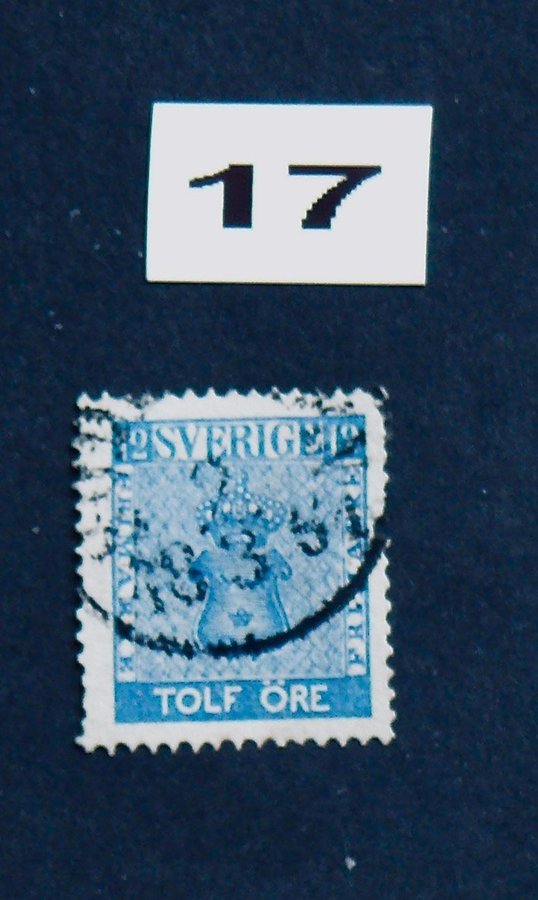 17
12 SVERIGE 12
FRIMÄRKE
TOLF ÖRE